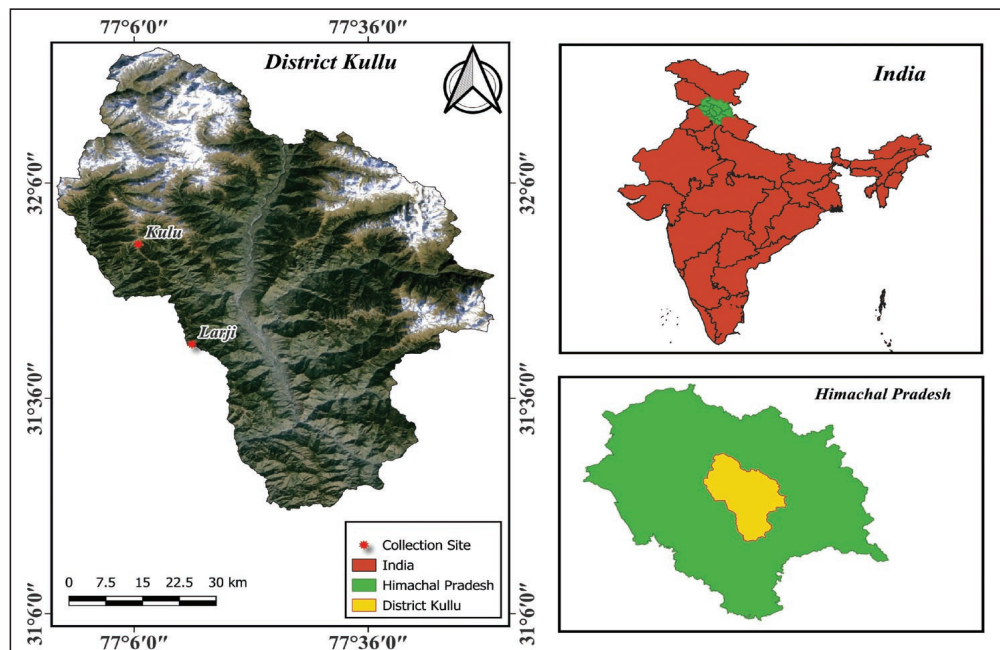 77°6'0″
77°36'0″
District Kullu
32°6'0″
32°6'0″
Kulu
Larji
31°36'0″
31°36'0″
Collection Site
India
Himachal Pradesh
District Kullu
0 7.5 15 22.5 30 km
31°6'0″
31°6'0″
77°6'0″
77°36'0″
India
Himachal Pradesh